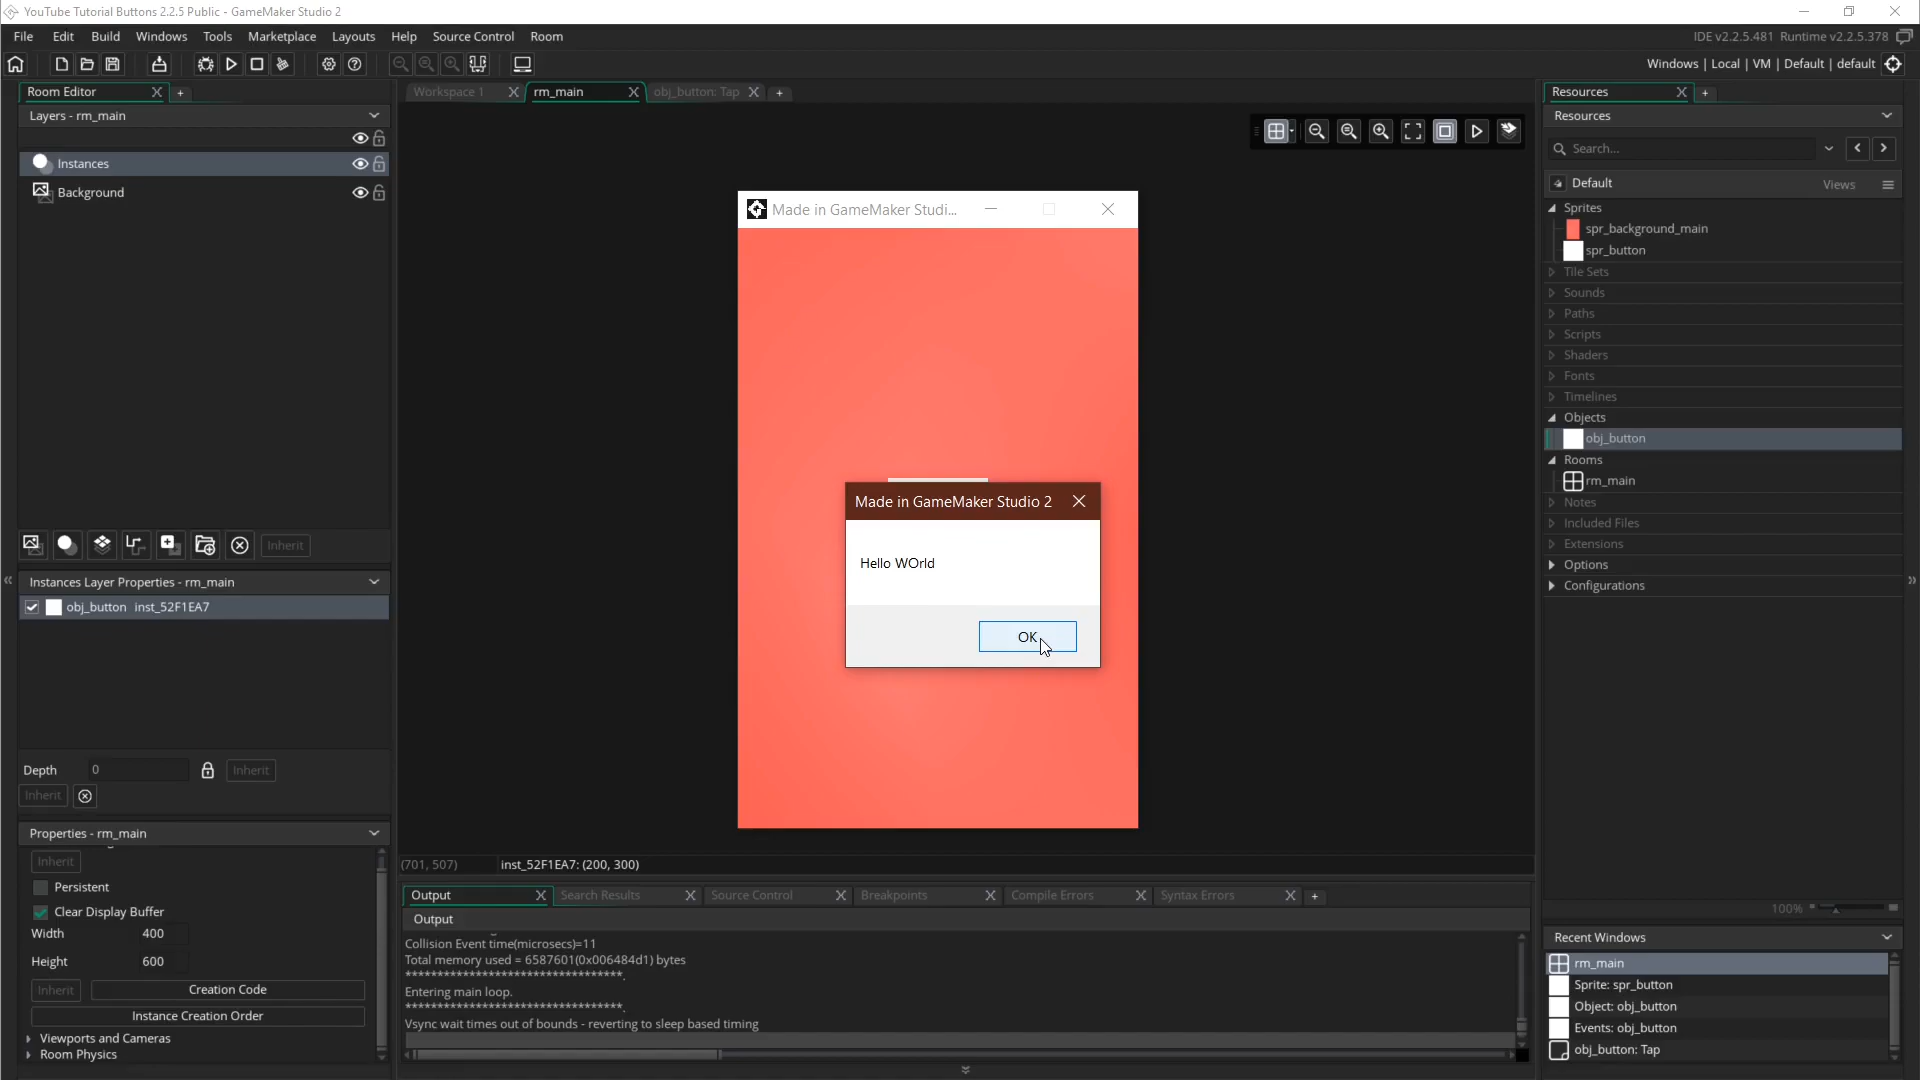 YouTube Tutorial Buttons 2.2.5 Public - GameMaker Studio 2
File Edit Build Windows Tools Marketplace Layouts Help Source Control Room
IDE v2.2.5.481 Runtime v2.2.5.378
Windows | Local | VM | Default | default
Room Editor
Layers - rm_main
Instances
Background
Inherit
Instances Layer Properties - rm_main
obj_button inst_52F1EA7
Depth 0 Inherit
Inherit
Properties - rm_main
Inherit
Persistent
Clear Display Buffer
Width 400
Height 600
Inherit Creation Code
Instance Creation Order
Viewports and Cameras
Room Physics
Workspace 1 rm_main obj_button: Tap
Made in GameMaker Studi...
Made in GameMaker Studio 2
Hello WOrld
OK
(701, 507) inst_52F1EA7: (200, 300)
Output Search Results Source Control Breakpoints Compile Errors Syntax Errors
Output
Collision Event time(microsecs)=11
Total memory used = 6587601(0x006484d1) bytes
*********************************.
Entering main loop.
*********************************.
Vsync wait times out of bounds - reverting to sleep based timing
Resources
Resources
Search...
Default Views
Sprites
spr_background_main
spr_button
Tile Sets
Sounds
Paths
Scripts
Shaders
Fonts
Timelines
Objects
obj_button
Rooms
rm_main
Notes
Included Files
Extensions
Options
Configurations
100%
Recent Windows
rm_main
Sprite: spr_button
Object: obj_button
Events: obj_button
obj_button: Tap